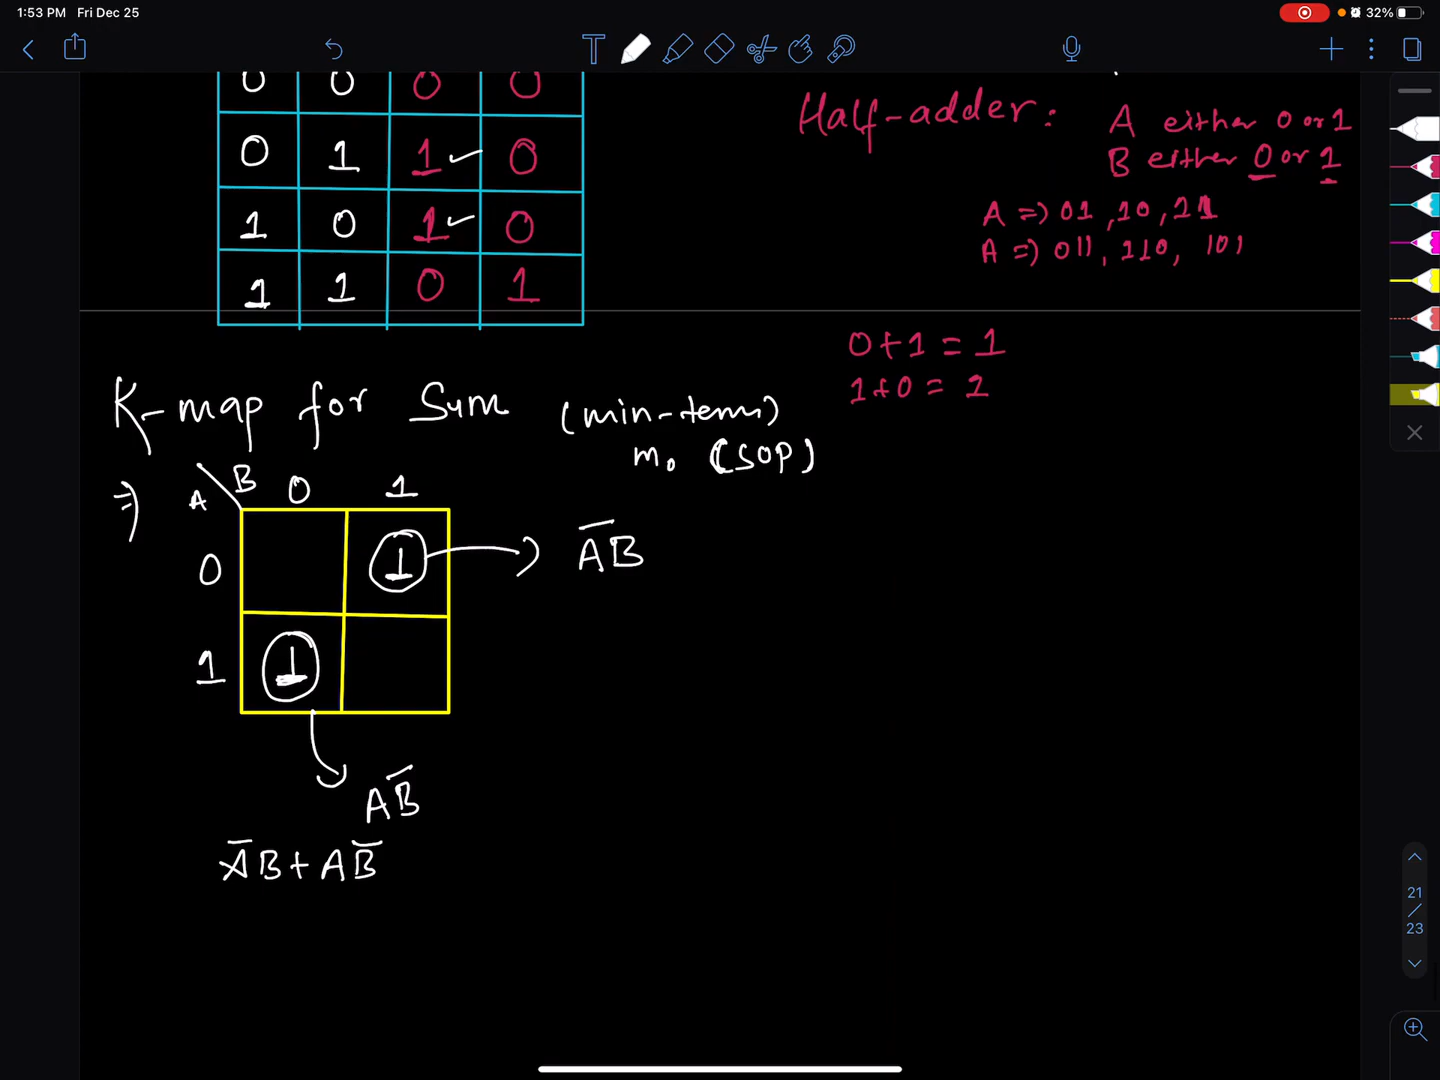 1:53 PM Fri Dec 25
32%
T
0 0 0 0
0 1 1 ✓ 0
1 0 1 ✓ 0
1 1 0 1
Half-adder: A either 0 or 1
B either 0 or 1
A => 01, 10, 11
A => 011, 110, 101
0+1 = 1
1+0 = 1
K-map for Sum (min-term)
m₀ (SOP)
=> A B 0 1
0 1 → A̅B
1 1
AB̅
A̅B + AB̅
21
/
23